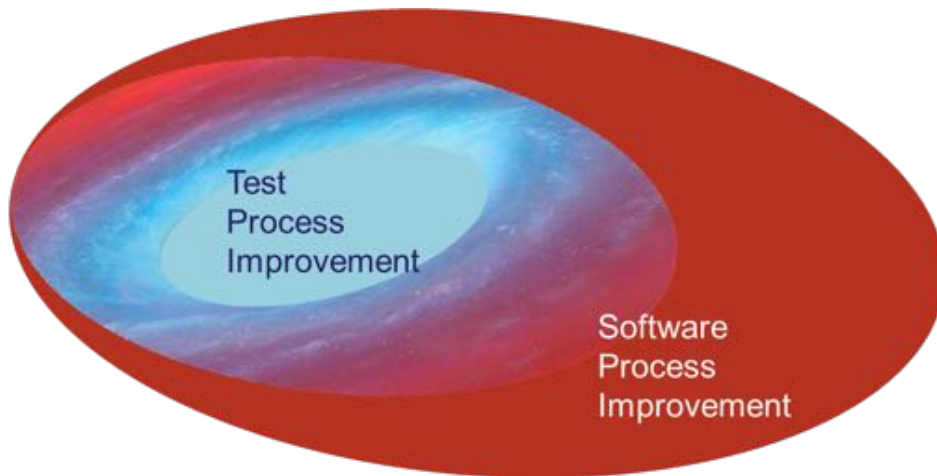 Test
Process
Improvement
Software
Process
Improvement